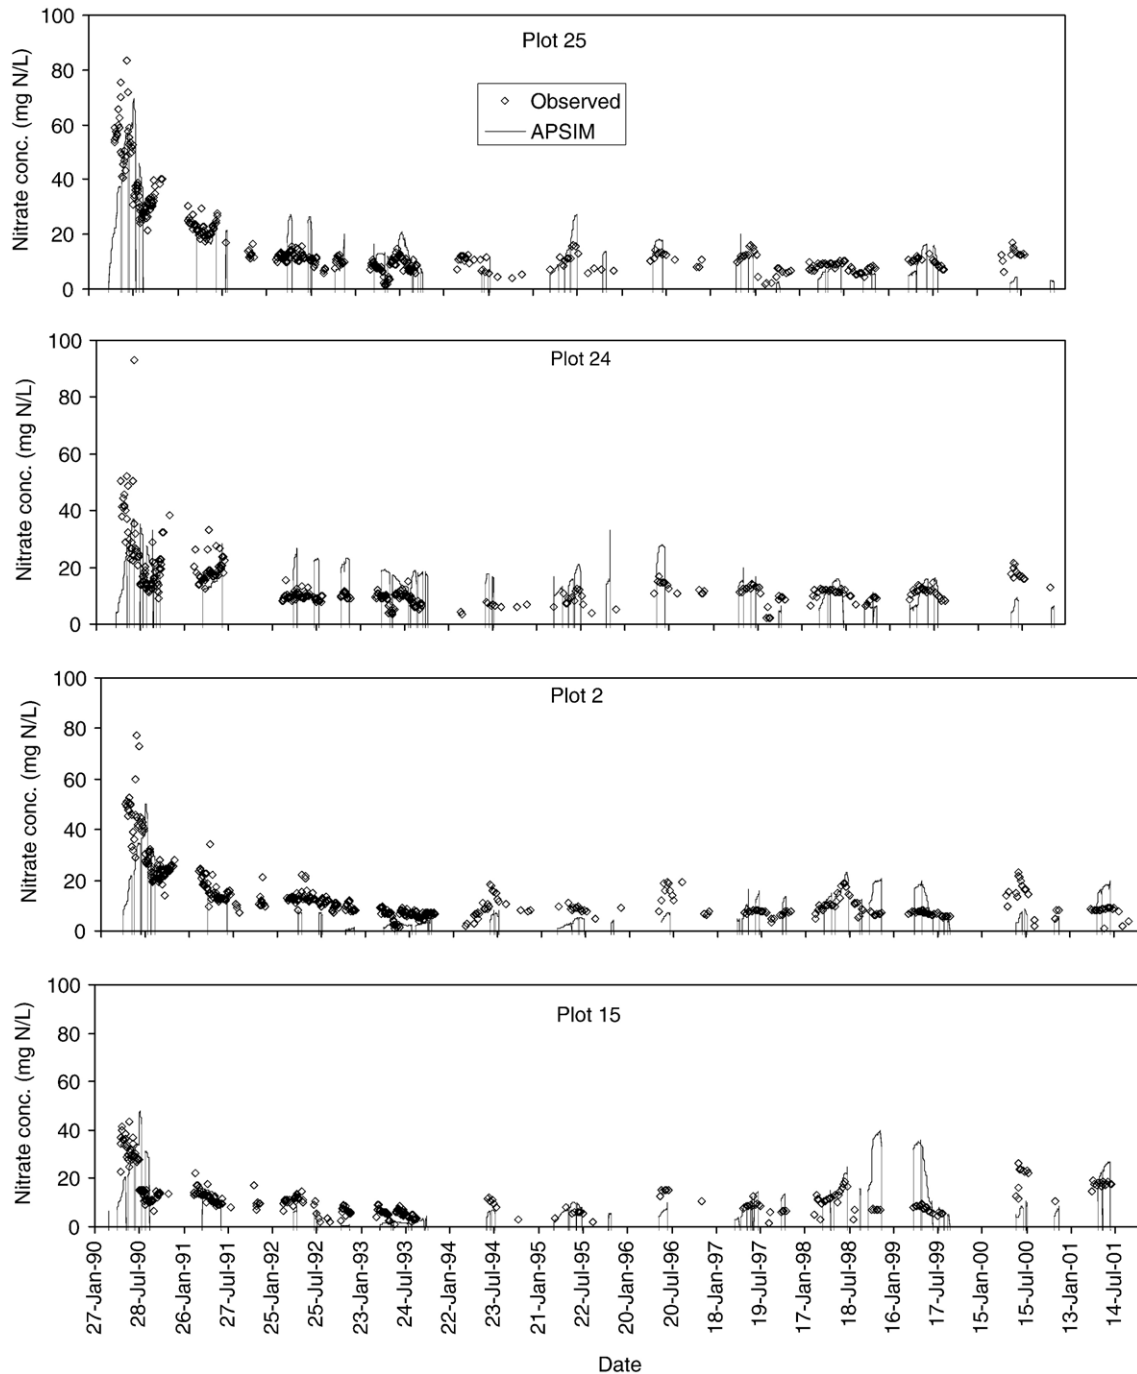 Plot 25
Observed
APSIM
Nitrate conc. (mg N/L)
100
80
60
40
20
0
Plot 24
Nitrate conc. (mg N/L)
100
80
60
40
20
0
Plot 2
Nitrate conc. (mg N/L)
100
80
60
40
20
0
Plot 15
Nitrate conc. (mg N/L)
100
80
60
40
20
0
27-Jan-90
28-Jul-90
26-Jan-91
27-Jul-91
25-Jan-92
25-Jul-92
23-Jan-93
24-Jul-93
22-Jan-94
23-Jul-94
21-Jan-95
22-Jul-95
20-Jan-96
20-Jul-96
18-Jan-97
19-Jul-97
17-Jan-98
18-Jul-98
16-Jan-99
17-Jul-99
15-Jan-00
15-Jul-00
13-Jan-01
14-Jul-01
Date